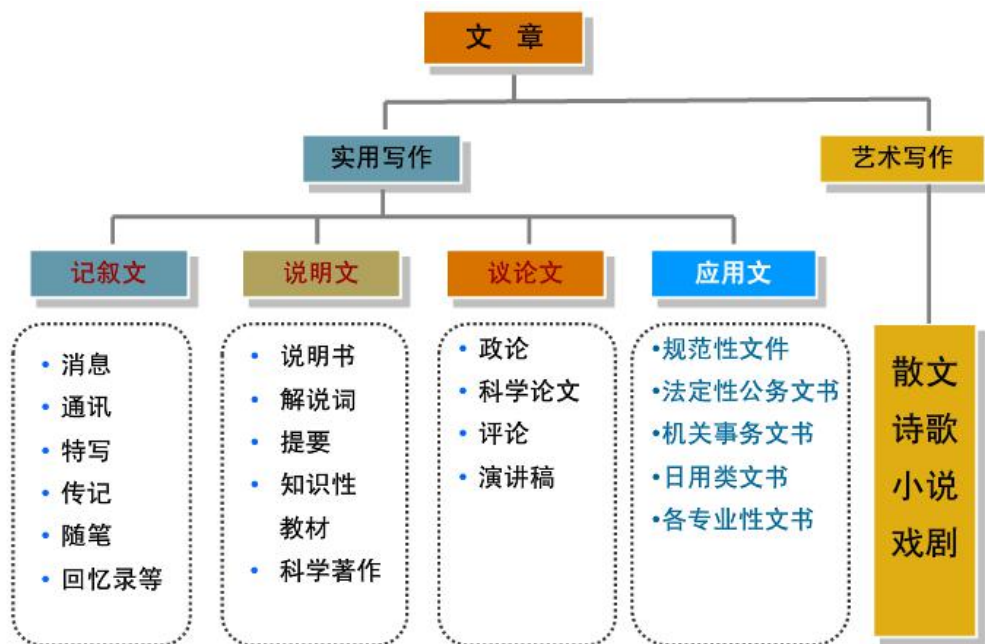 文 章
实用写作
艺术写作
记叙文
说明文
议论文
应用文
•消息
•通讯
•特写
•传记
•随笔
•回忆录等
•说明书
•解说词
•提要
•知识性
教材
•科学著作
•政论
•科学论文
•评论
•演讲稿
•规范性文件
•法定性公务文书
•机关事务文书
•日用类文书
•各专业性文书
散文
诗歌
小说
戏剧